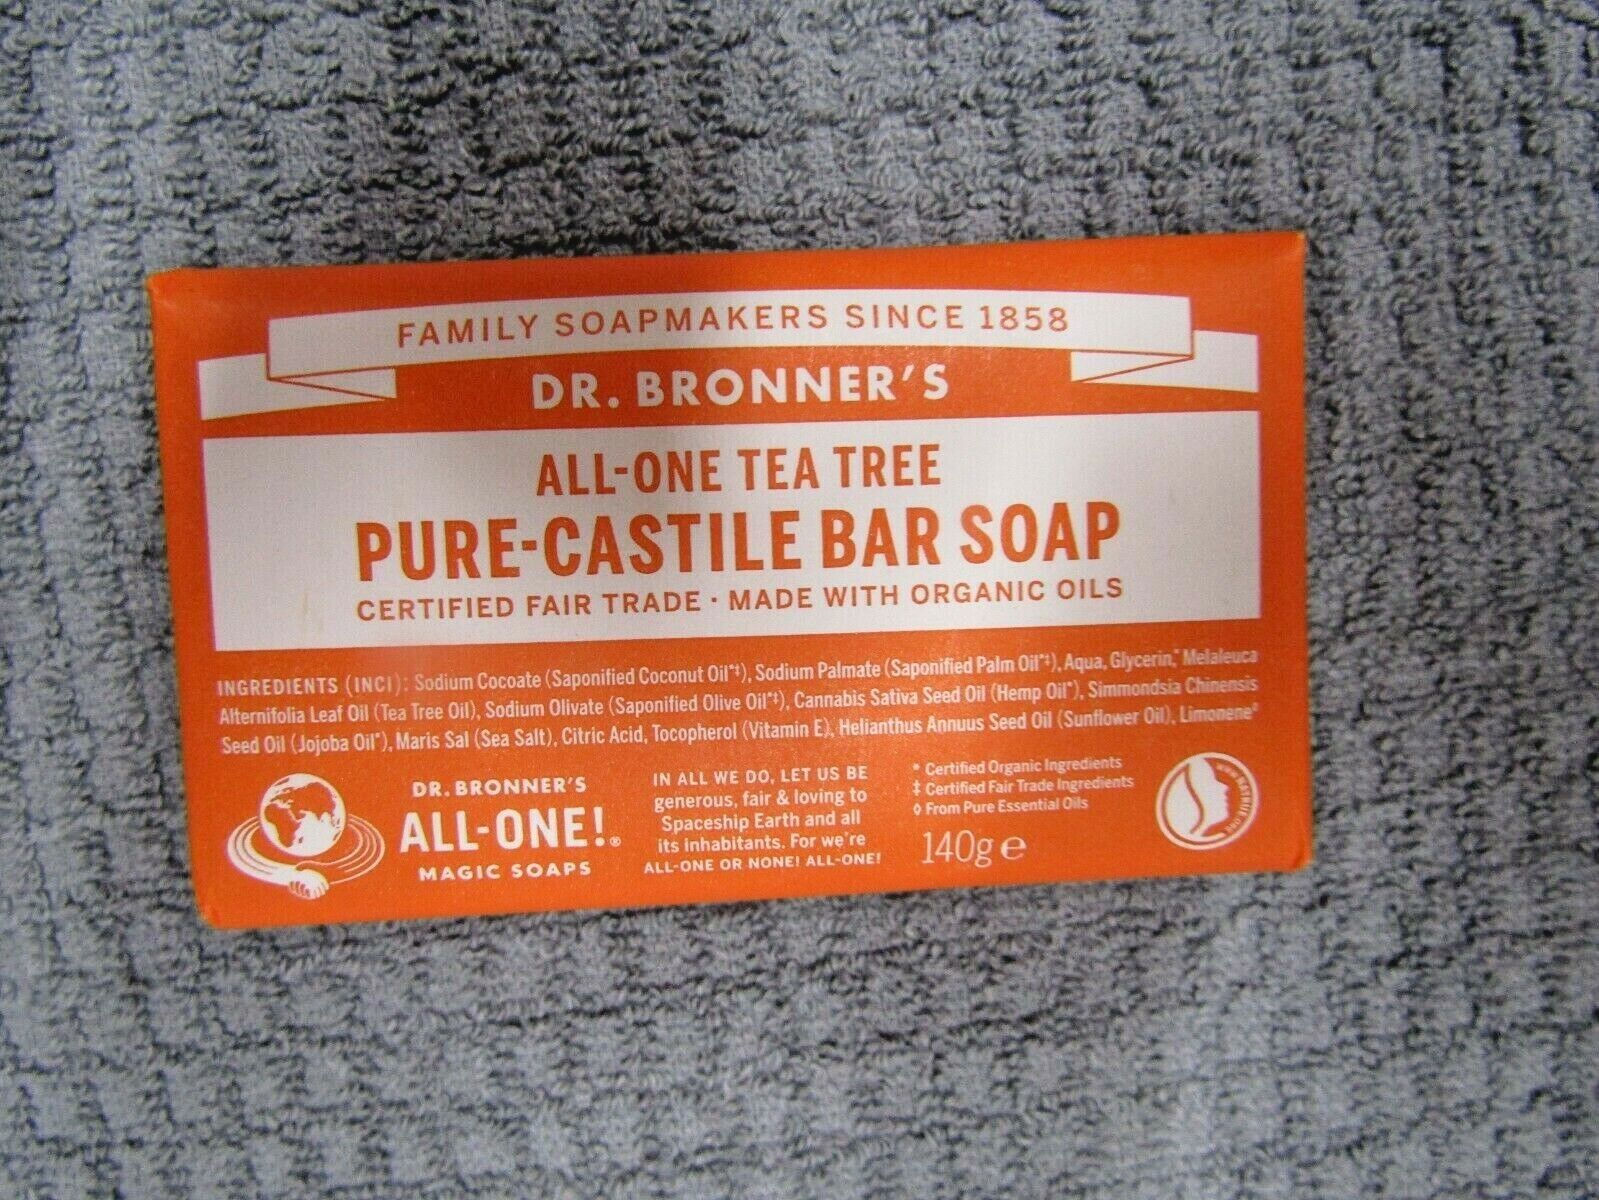 FAMILY SOAPMAKERS SINCE 1858
DR. BRONNER'S
ALL-ONE TEA TREE
PURE-CASTILE BAR SOAP
CERTIFIED FAIR TRADE · MADE WITH ORGANIC OILS
INGREDIENTS (INCI): Sodium Cocoate (Saponified Coconut Oil*‡), Sodium Palmate (Saponified Palm Oil*‡), Aqua, Glycerin,* Melaleuca
Alternifolia Leaf Oil (Tea Tree Oil), Sodium Olivate (Saponified Olive Oil*‡), Cannabis Sativa Seed Oil (Hemp Oil*), Simmondsia Chinensis
Seed Oil (Jojoba Oil*), Maris Sal (Sea Salt), Citric Acid, Tocopherol (Vitamin E), Helianthus Annuus Seed Oil (Sunflower Oil), Limonene◊
DR. BRONNER'S
ALL-ONE!®
MAGIC SOAPS
IN ALL WE DO, LET US BE
generous, fair & loving to
Spaceship Earth and all
its inhabitants. For we're
ALL-ONE OR NONE! ALL-ONE!
* Certified Organic Ingredients
‡ Certified Fair Trade Ingredients
◊ From Pure Essential Oils
140g ℮
www.NATRUE.ORG